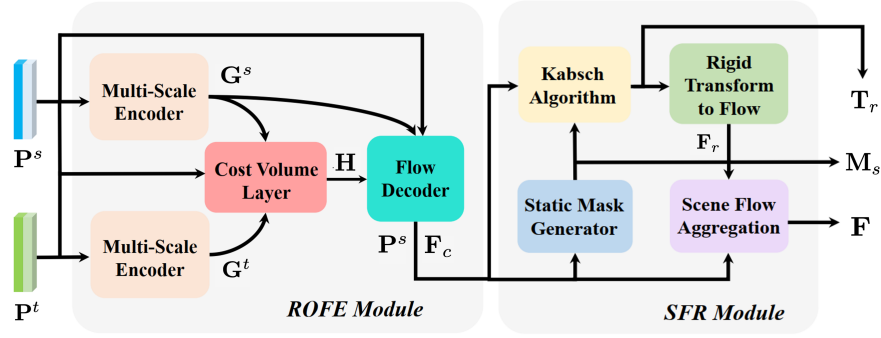 P^s
P^t
Multi-Scale
Encoder
G^s
Cost Volume
Layer
H
Multi-Scale
Encoder
G^t
Flow
Decoder
P^s F_c
ROFE Module
Kabsch
Algorithm
Rigid
Transform
to Flow
F_r
Static Mask
Generator
Scene Flow
Aggregation
SFR Module
T_r
M_s
F